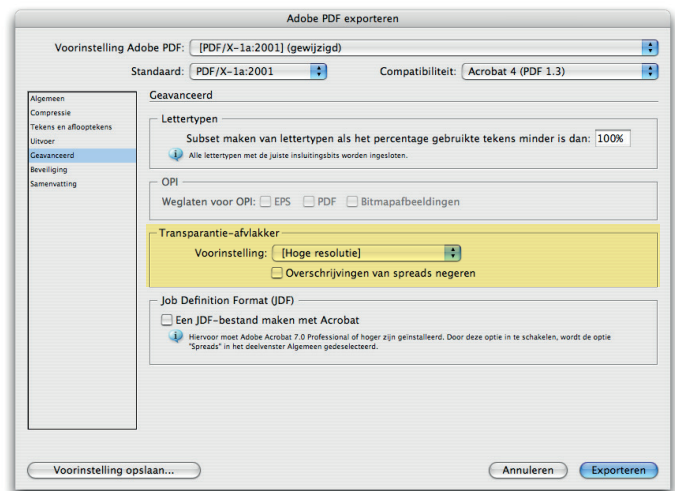 Adobe PDF exporteren
Voorinstelling Adobe PDF: [PDF/X-1a:2001] (gewijzigd)
Standaard: PDF/X-1a:2001 Compatibiliteit: Acrobat 4 (PDF 1.3)
Algemeen
Compressie
Tekens en aflooptekens
Uitvoer
Geavanceerd
Beveiliging
Samenvatting
Geavanceerd
Lettertypen
Subset maken van lettertypen als het percentage gebruikte tekens minder is dan: 100%
Alle lettertypen met de juiste insluitingsbits worden ingesloten.
OPI
Weglaten voor OPI: EPS PDF Bitmapafbeeldingen
Transparantie-afvlakker
Voorinstelling: [Hoge resolutie]
Overschrijvingen van spreads negeren
Job Definition Format (JDF)
Een JDF-bestand maken met Acrobat
Hiervoor moet Adobe Acrobat 7.0 Professional of hoger zijn geïnstalleerd. Door deze optie in te schakelen, wordt de optie
"Spreads" in het deelvenster Algemeen gedeselecteerd.
Voorinstelling opslaan... Annuleren Exporteren